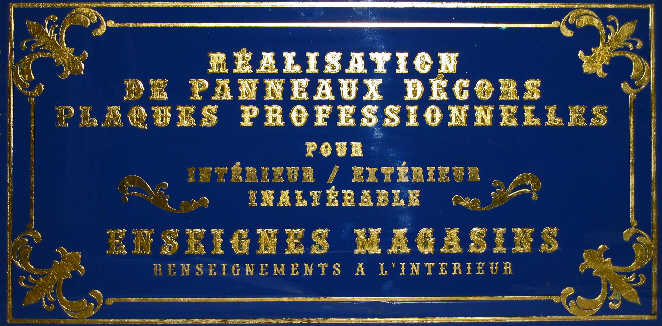 RÉALISATION
DE PANNEAUX DÉCORS
PLAQUES PROFESSIONNELLES
POUR
INTÉRIEUR / EXTÉRIEUR
INALTÉRABLE
ENSEIGNES MAGASINS
RENSEIGNEMENTS A L'INTERIEUR